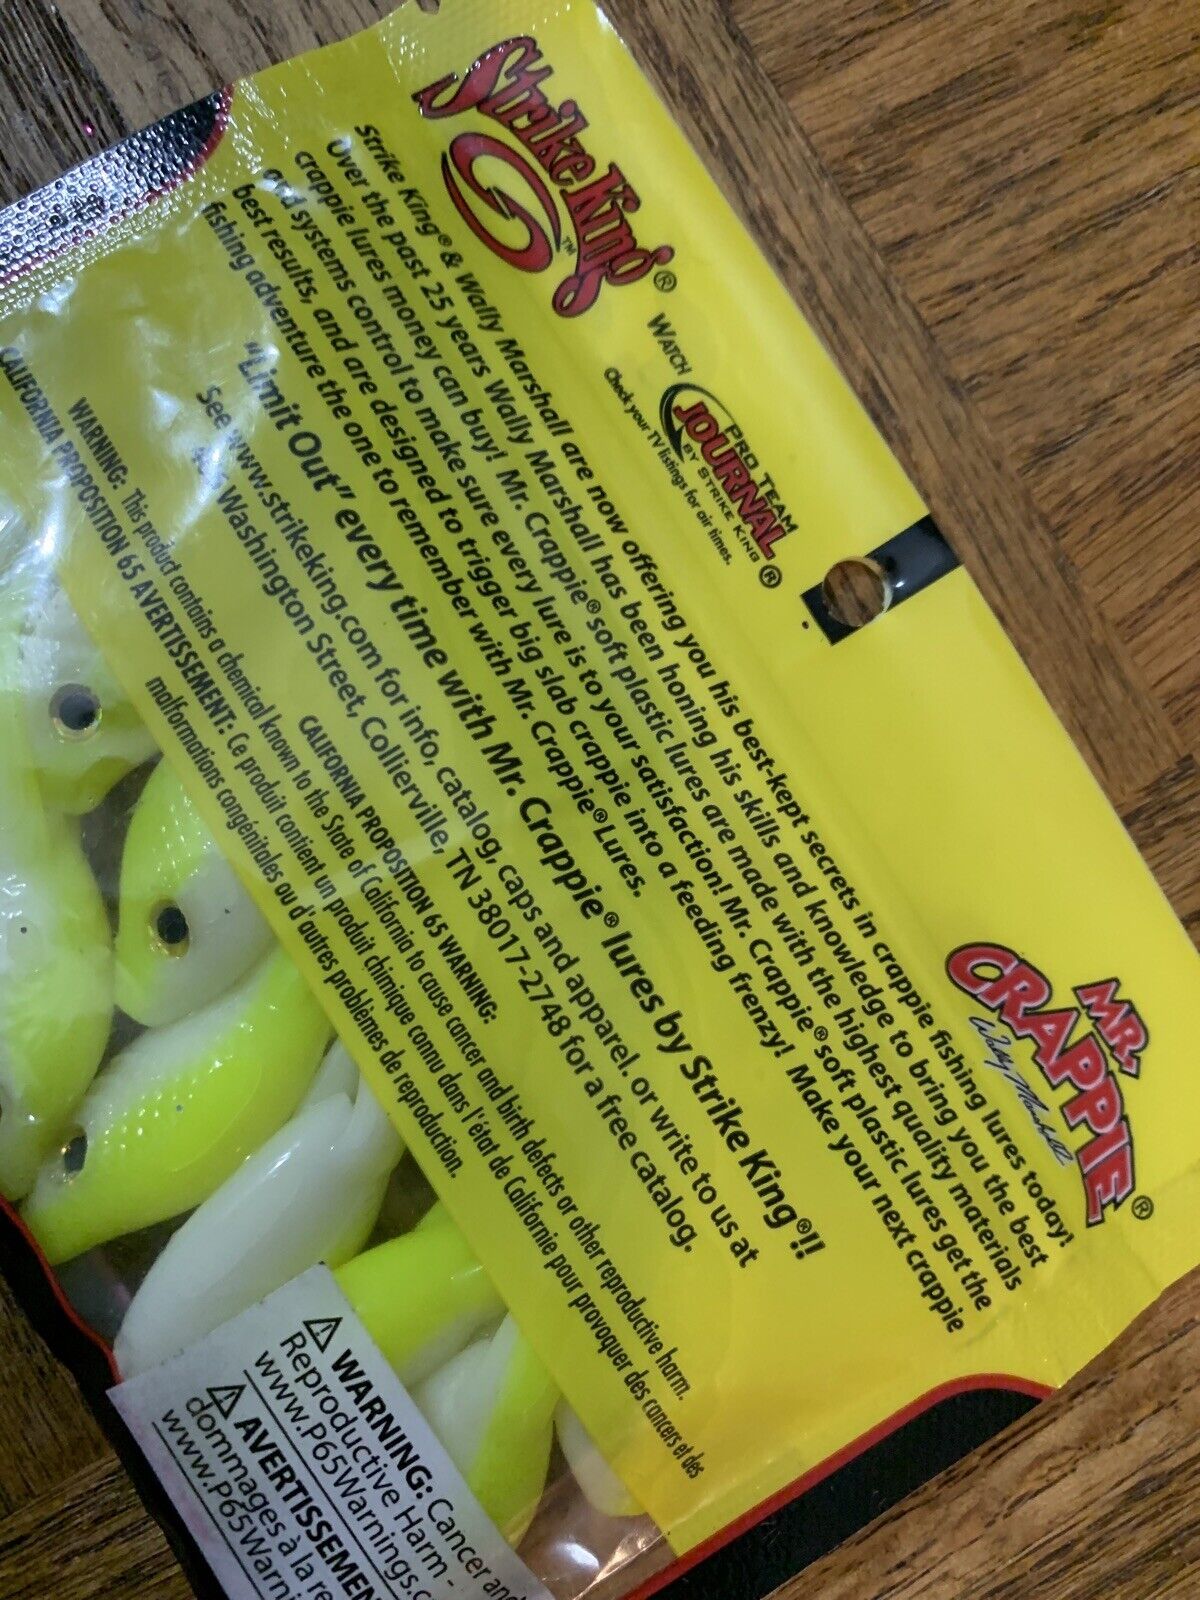 Strike King®
TM
WATCH
PRO TEAM
JOURNAL®
BY STRIKE KING
Check your TV listings for air times.
MR.
CRAPPIE®
Wally Marshall
Strike King® & Wally Marshall are now offering you his best-kept secrets in crappie fishing lures today!
Over the past 25 years Wally Marshall has been honing his skills and knowledge to bring you the best
crappie lures money can buy! Mr. Crappie® soft plastic lures are made with the highest quality materials
and systems control to make sure every lure is to your satisfaction! Mr. Crappie® soft plastic lures get the
best results, and are designed to trigger big slab crappie into a feeding frenzy! Make your next crappie
fishing adventure the one to remember with Mr. Crappie® Lures.
"Limit Out" every time with Mr. Crappie® lures by Strike King®!!
See www.strikeking.com for info, catalog, caps and apparel. or write to us at
Washington Street, Collierville, TN 38017-2748 for a free catalog.
CALIFORNIA PROPOSITION 65 WARNING:
WARNING: This product contains a chemical known to the State of California to cause cancer and birth defects or other reproductive harm.
CALIFORNIA PROPOSITION 65 AVERTISSEMENT: Ce produit contient un produit chimique connu dans l'état de Californie pour provoquer des cancers et des
malformations congénitales ou d'autres problèmes de reproduction.
⚠ WARNING: Cancer and
Reproductive Harm -
www.P65Warnings.c
⚠ AVERTISSEMEN
dommages à la re
www.P65Warni